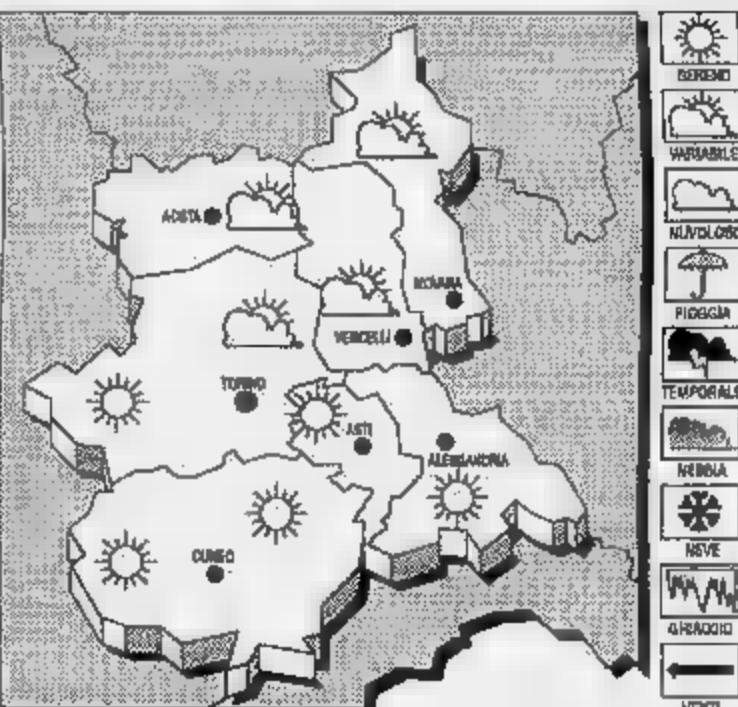 AOSTA
NOVARA
VERCELLI
TORINO
ASTI
ALESSANDRIA
CUNEO
SERENO
VARIABILE
NUVOLOSO
PIOGGIA
TEMPORALE
NEBBIA
NEVE
GHIACCIO